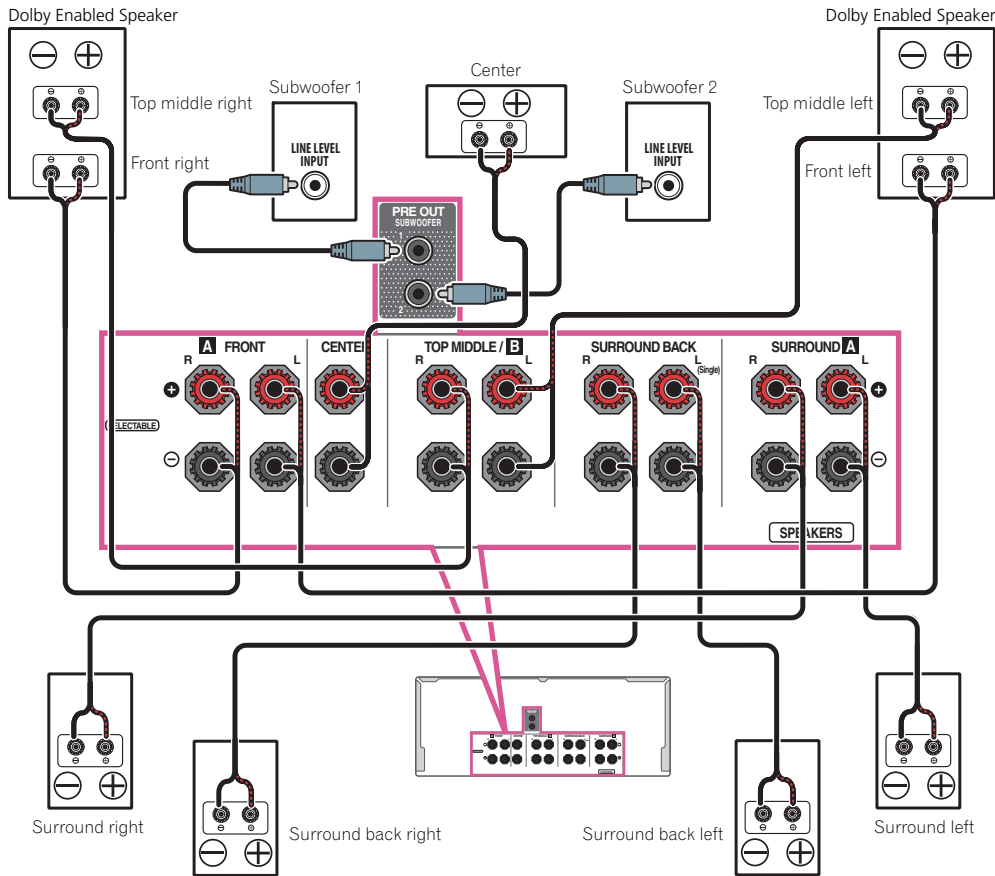 Dolby Enabled Speaker
Dolby Enabled Speaker
Top middle right
Front right
Subwoofer 1
LINE LEVEL
INPUT
Center
Subwoofer 2
LINE LEVEL
INPUT
Top middle left
Front left
PRE OUT
SUBWOOFER
1
2
A FRONT
R
L
CENTER
TOP MIDDLE / B
R
L
SURROUND BACK
R
L
(Single)
SURROUND A
R
L
SELECTABLE
SPEAKERS
Surround right
Surround back right
Surround back left
Surround left